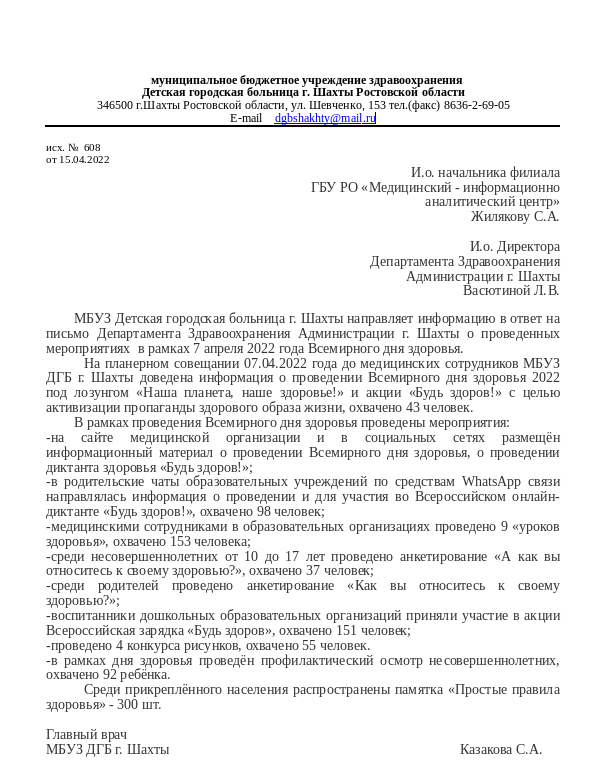 муниципальное бюджетное учреждение здравоохранения
Детская городская больница г. Шахты Ростовской области
346500 г.Шахты Ростовской области, ул. Шевченко, 153 тел.(факс) 8636-2-69-05
E-mail dgbshakhty@mail.ru
исх. № 608
от 15.04.2022
И.о. начальника филиала
ГБУ РО «Медицинский - информационно
аналитический центр»
Жилякову С.А.
И.о. Директора
Департамента Здравоохранения
Администрации г. Шахты
Васютиной Л.В.
МБУЗ Детская городская больница г. Шахты направляет информацию в ответ на
письмо Департамента Здравоохранения Администрации г. Шахты о проведенных
мероприятиях в рамках 7 апреля 2022 года Всемирного дня здоровья.
На планерном совещании 07.04.2022 года до медицинских сотрудников МБУЗ
ДГБ г. Шахты доведена информация о проведении Всемирного дня здоровья 2022
под лозунгом «Наша планета, наше здоровье!» и акции «Будь здоров!» с целью
активизации пропаганды здорового образа жизни, охвачено 43 человек.
В рамках проведения Всемирного дня здоровья проведены мероприятия:
-на сайте медицинской организации и в социальных сетях размещён
информационный материал о проведении Всемирного дня здоровья, о проведении
диктанта здоровья «Будь здоров!»;
-в родительские чаты образовательных учреждений по средствам WhatsApp связи
направлялась информация о проведении и для участия во Всероссийском онлайн-
диктанте «Будь здоров!», охвачено 98 человек;
-медицинскими сотрудниками в образовательных организациях проведено 9 «уроков
здоровья», охвачено 153 человека;
-среди несовершеннолетних от 10 до 17 лет проведено анкетирование «А как вы
относитесь к своему здоровью?», охвачено 37 человек;
-среди родителей проведено анкетирование «Как вы относитесь к своему
здоровью?»;
-воспитанники дошкольных образовательных организаций приняли участие в акции
Всероссийская зарядка «Будь здоров», охвачено 151 человек;
-проведено 4 конкурса рисунков, охвачено 55 человек.
-в рамках дня здоровья проведён профилактический осмотр несовершеннолетних,
охвачено 92 ребёнка.
Среди прикреплённого населения распространены памятка «Простые правила
здоровья» - 300 шт.
Главный врач
МБУЗ ДГБ г. Шахты Казакова С.А.